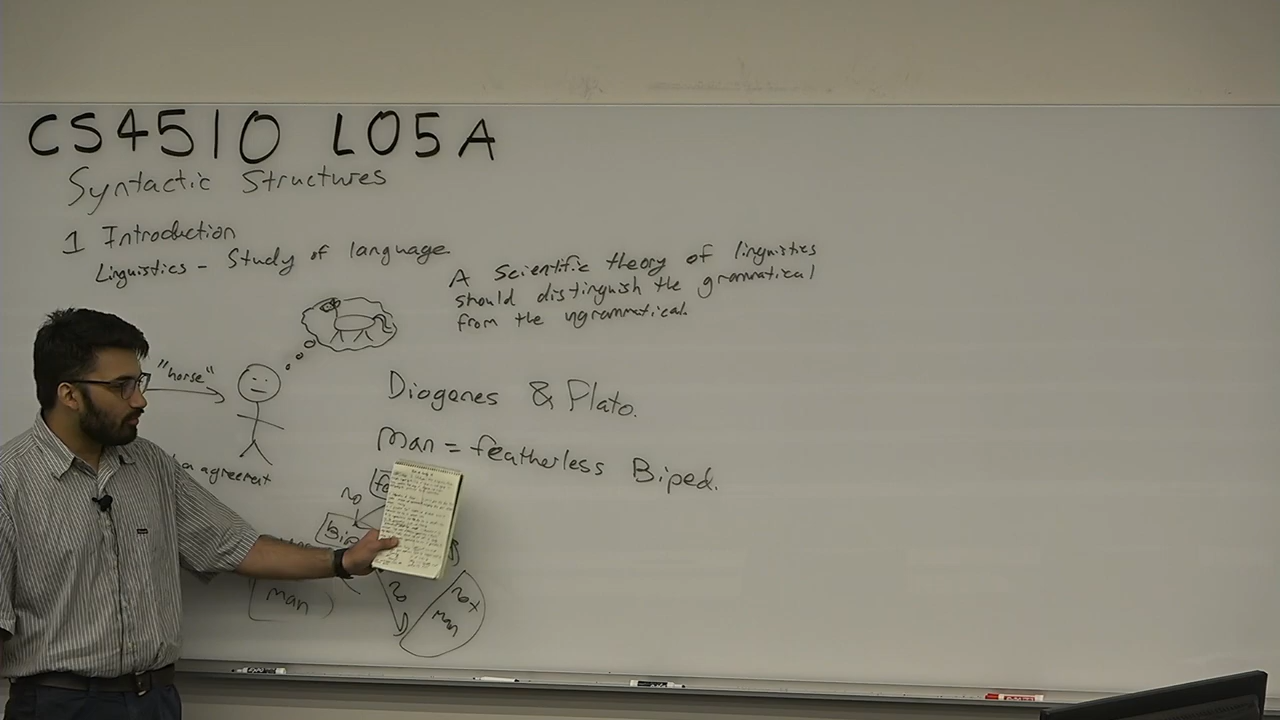 CS4510 L05A
Syntactic Structures
1 Introduction
Linguistics - Study of language
A scientific theory of linguistics
should distinguish the grammatical
from the ungrammatical.
"horse"
Diogenes & Plato.
man = featherless Biped.
agreement
no
man
no
not
man